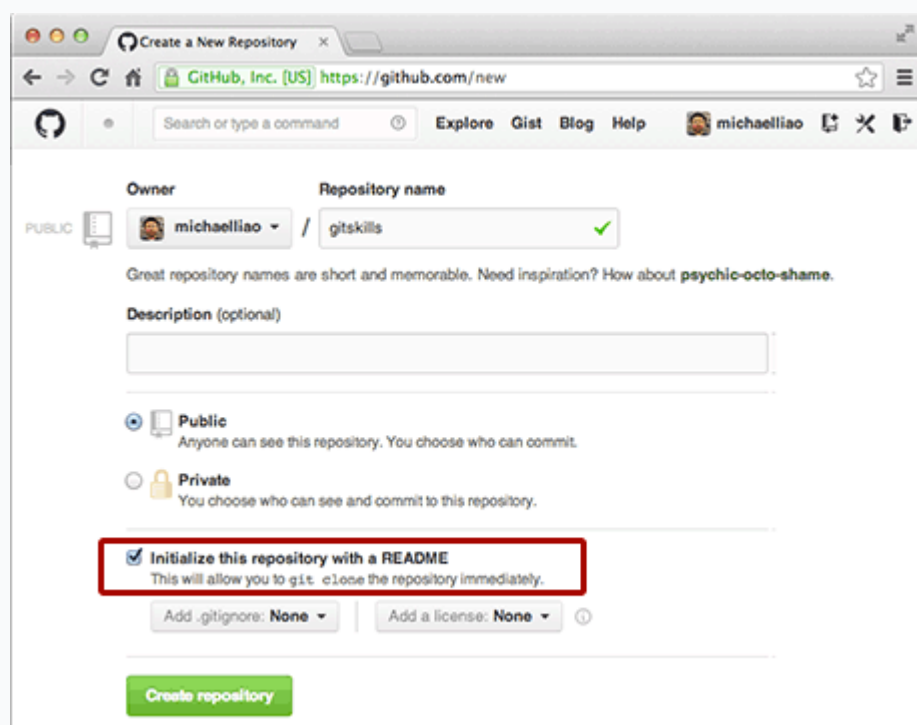 Create a New Repository ×
GitHub, Inc. [US] https://github.com/new
Search or type a command Explore Gist Blog Help michaelliao
Owner Repository name
PUBLIC michaelliao / gitskills
Great repository names are short and memorable. Need inspiration? How about psychic-octo-shame.
Description (optional)
Public
Anyone can see this repository. You choose who can commit.
Private
You choose who can see and commit to this repository.
Initialize this repository with a README
This will allow you to git clone the repository immediately.
Add .gitignore: None Add a license: None
Create repository